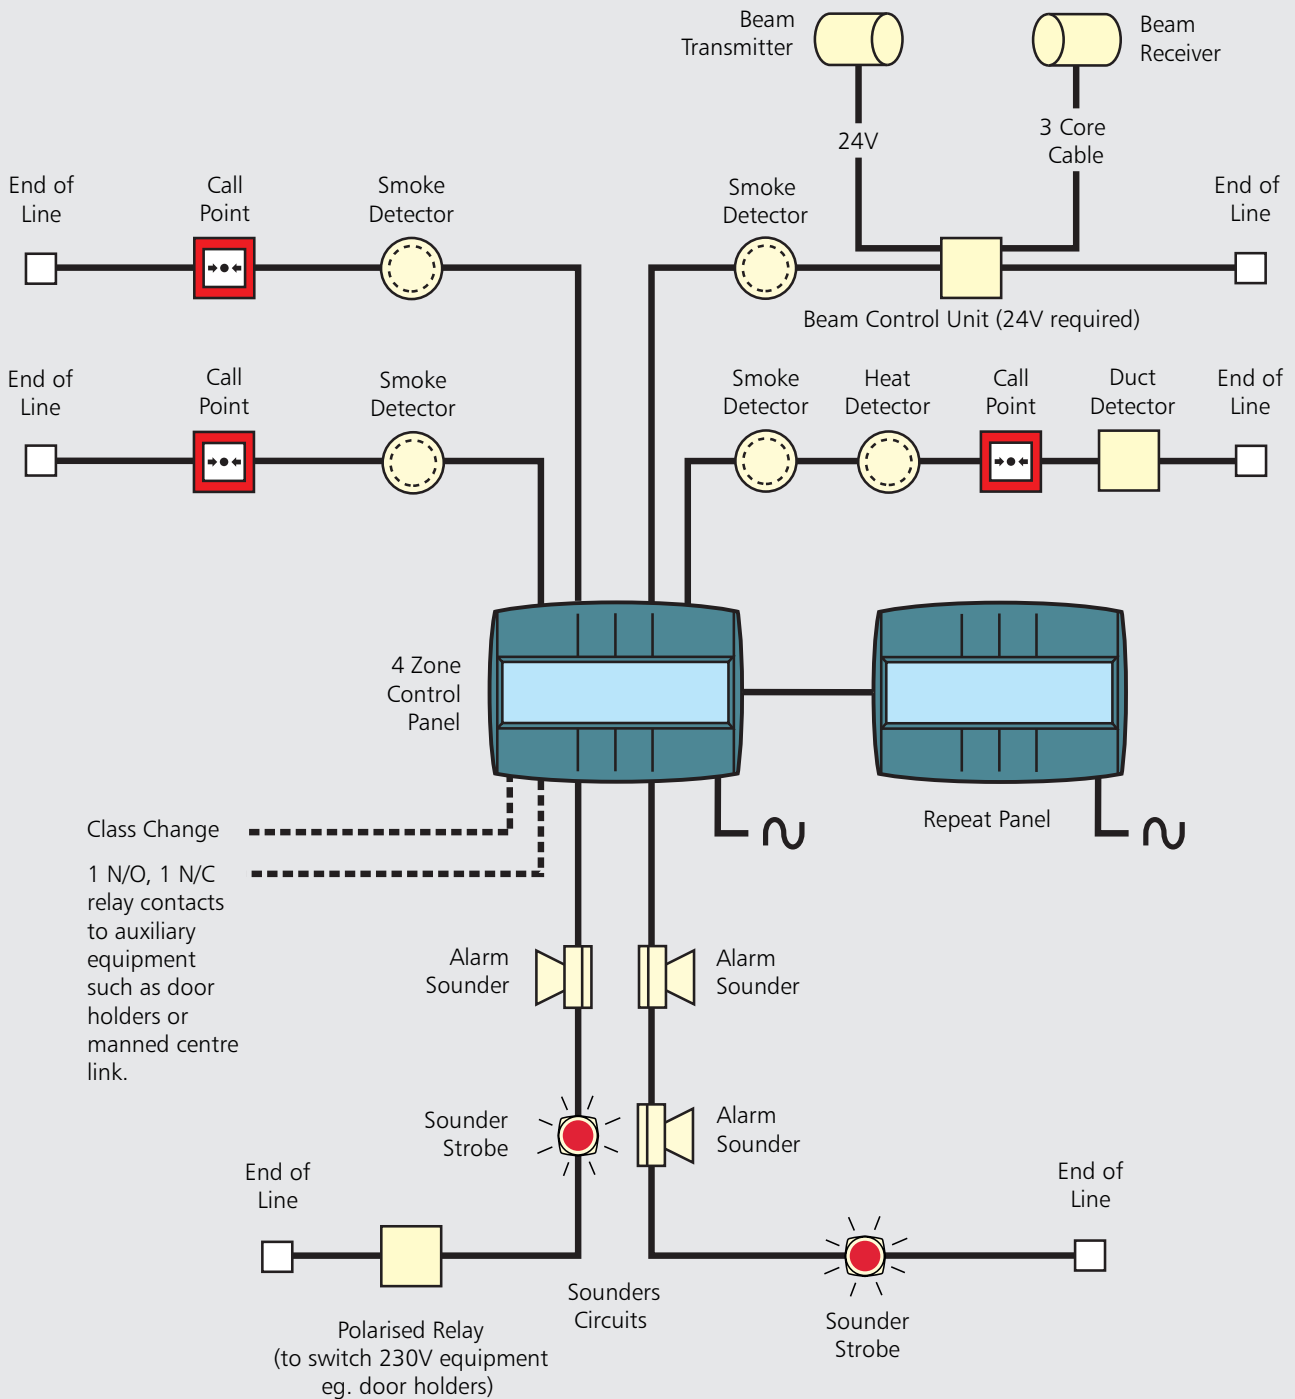 Beam
Transmitter
Beam
Receiver
24V
3 Core
Cable
End of
Line
Call
Point
Smoke
Detector
Smoke
Detector
End of
Line
Beam Control Unit (24V required)
End of
Line
Call
Point
Smoke
Detector
Smoke
Detector
Heat
Detector
Call
Point
Duct
Detector
End of
Line
4 Zone
Control
Panel
Repeat Panel
Class Change
1 N/O, 1 N/C
relay contacts
to auxiliary
equipment
such as door
holders or
manned centre
link.
Alarm
Sounder
Alarm
Sounder
Sounder
Strobe
Alarm
Sounder
End of
Line
End of
Line
Sounders
Circuits
Polarised Relay
(to switch 230V equipment
eg. door holders)
Sounder
Strobe